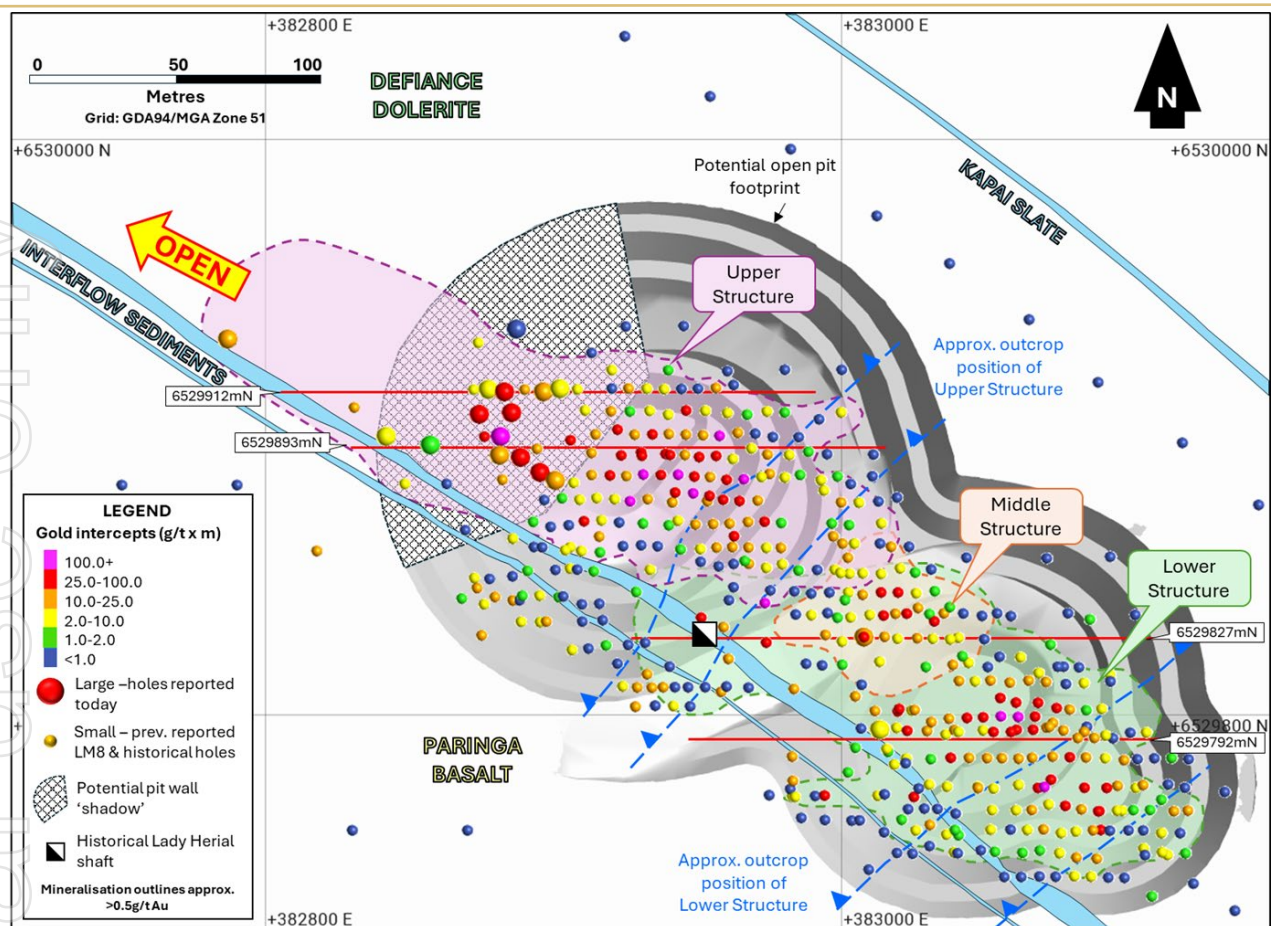 +382800 E
+383000 E
0 50 100
Metres
Grid: GDA94/MGA Zone 51
DEFIANCE
DOLERITE
N
+6530000 N
+6530000 N
Potential open pit
footprint
KAPAI SLATE
OPEN
INTERFLOW SEDIMENTS
Upper
Structure
Approx. outcrop
position of
Upper Structure
6529912mN
6529893mN
Middle
Structure
Lower
Structure
6529827mN
+6529800 N
6529792mN
LEGEND
Gold intercepts (g/t x m)
100.0+
25.0-100.0
10.0-25.0
2.0-10.0
1.0-2.0
<1.0
Large –holes reported
today
Small – prev. reported
LM8 & historical holes
Potential pit wall
‘shadow’
Historical Lady Herial
shaft
Mineralisation outlines approx.
>0.5g/t Au
+
PARINGA
BASALT
Approx. outcrop
position of
Lower Structure
+382800 E
+383000 E